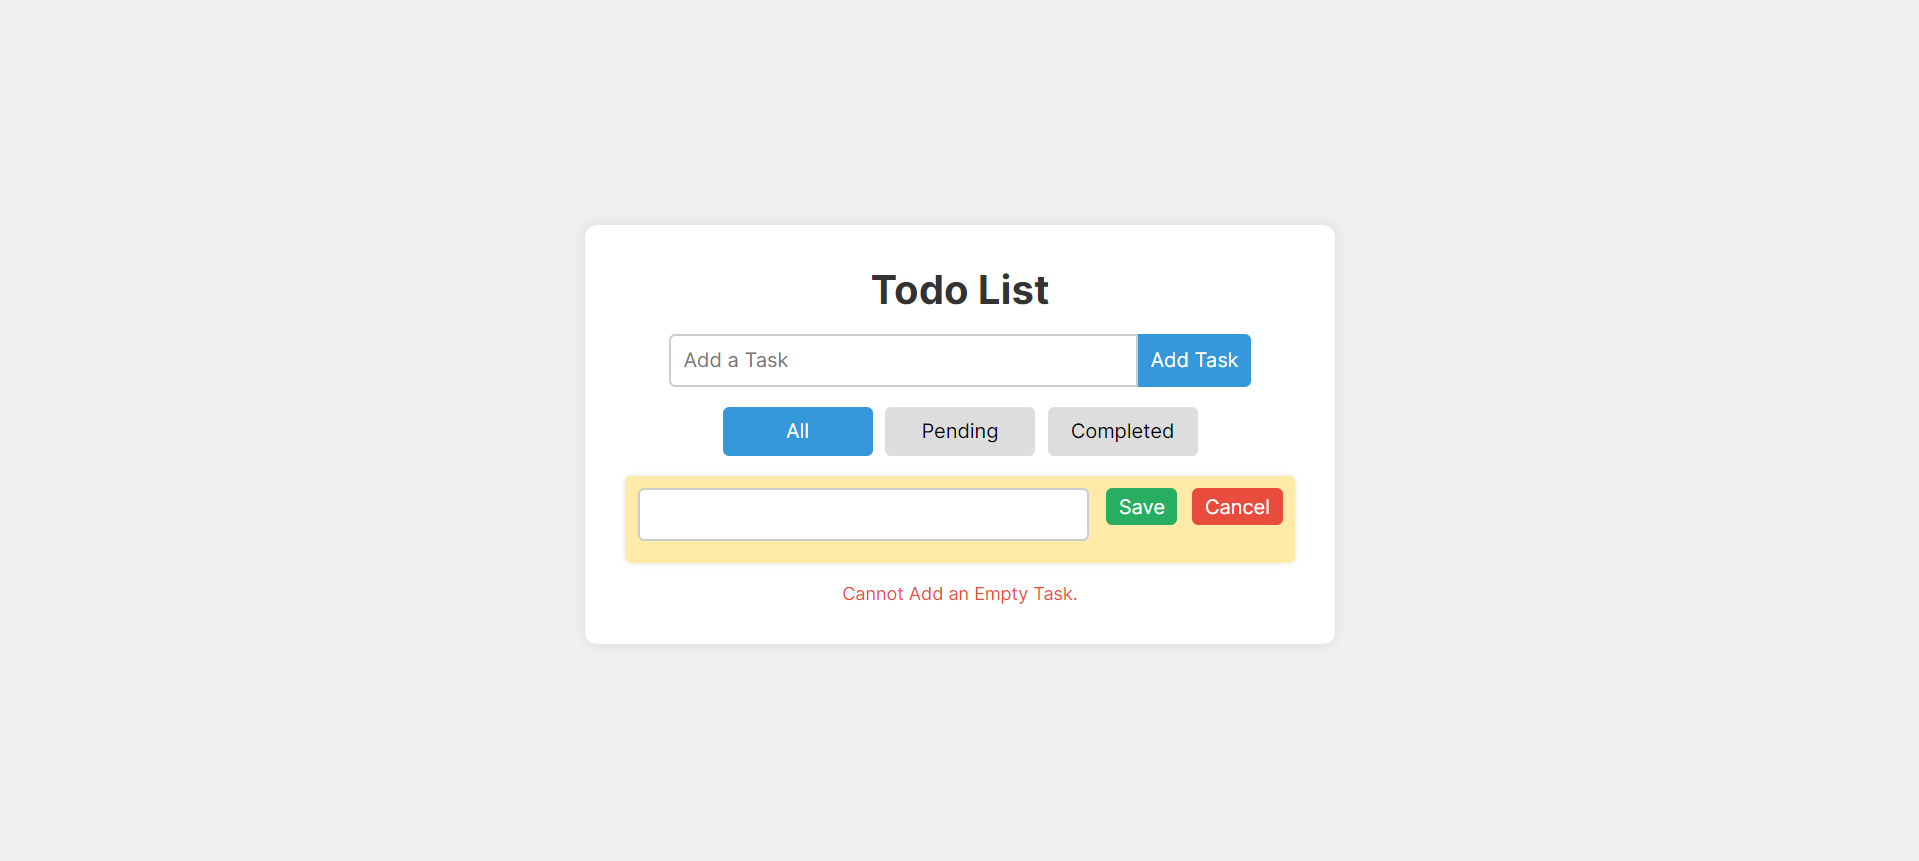 Todo List
Add a Task
Add Task
All
Pending
Completed
Save
Cancel
Cannot Add an Empty Task.